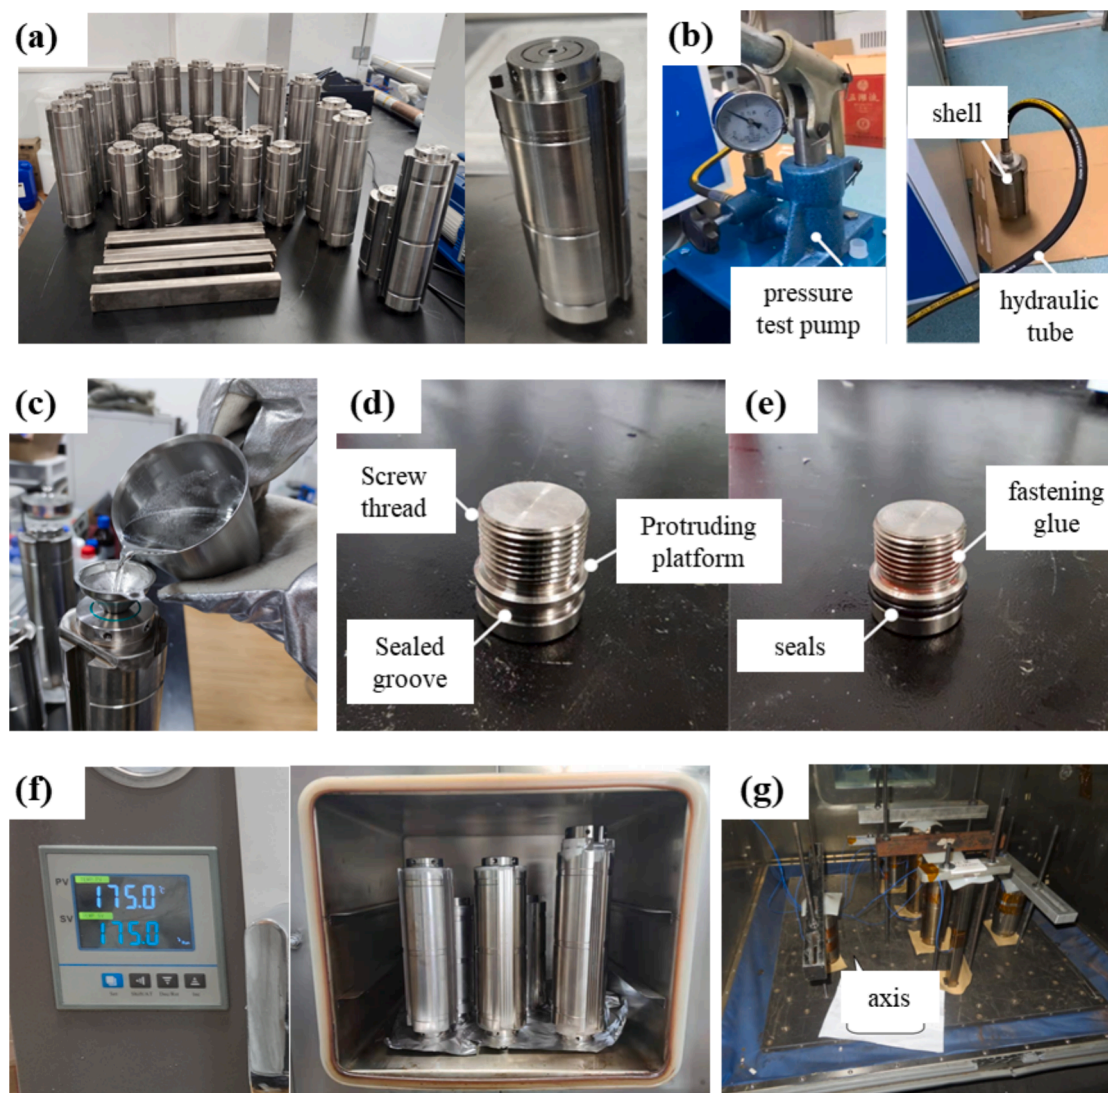 (a)
(b)
shell
pressure
test pump
hydraulic
tube
(c)
(d)
Screw
thread
Protruding
platform
Sealed
groove
(e)
fastening
glue
seals
(f)
PV
175.0
SV
175.0
Set
(g)
axis